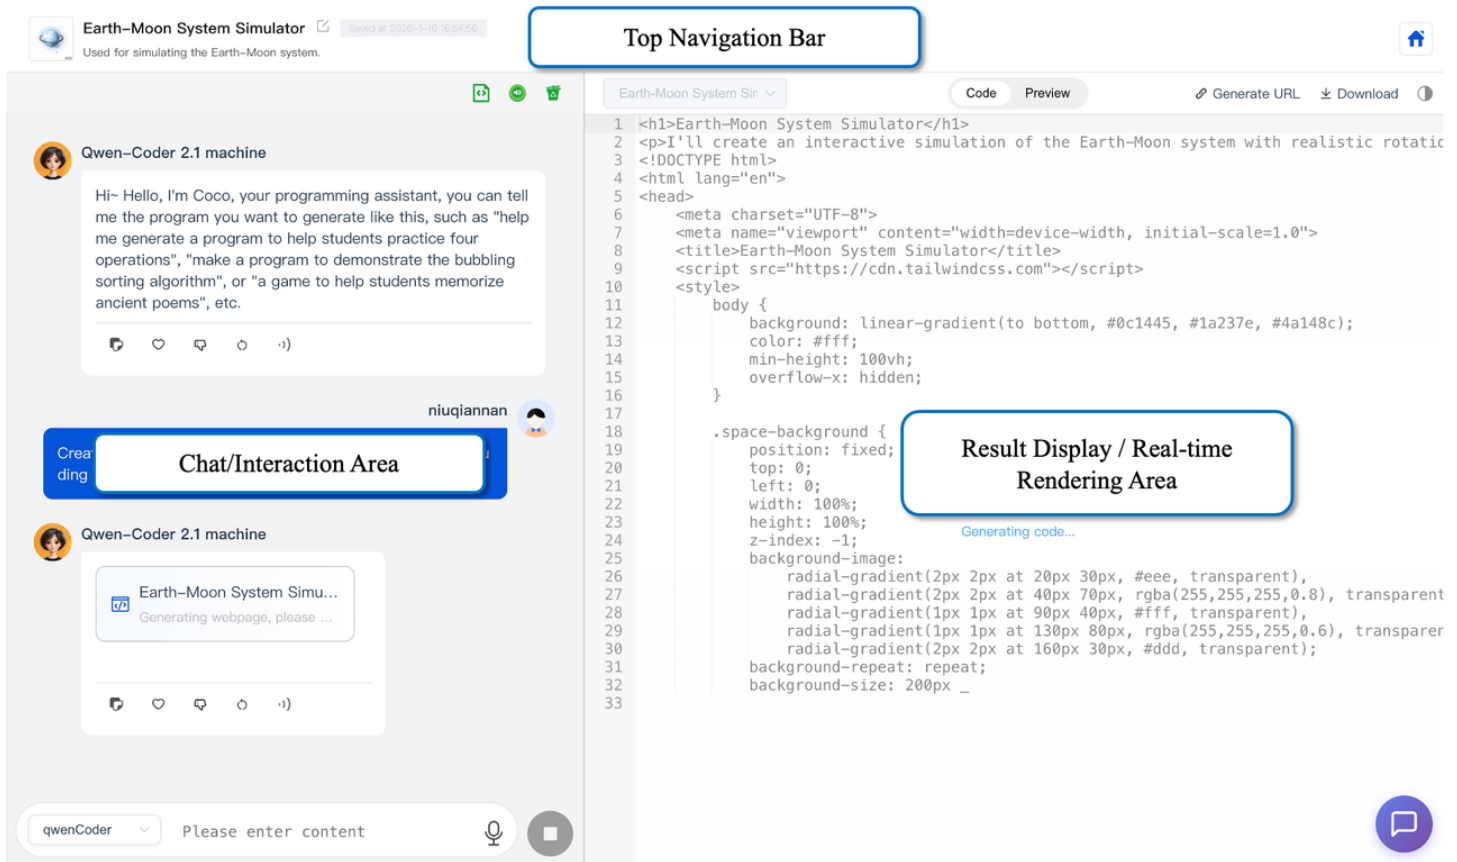 Earth-Moon System Simulator
Saved at 2026-1-16 16:54:56
Used for simulating the Earth-Moon system.
Top Navigation Bar
Qwen-Coder 2.1 machine
Hi~ Hello, I'm Coco, your programming assistant, you can tell
me the program you want to generate like this, such as "help
me generate a program to help students practice four
operations", "make a program to demonstrate the bubbling
sorting algorithm", or "a game to help students memorize
ancient poems", etc.
niuqiannan
Crea
ding
Chat/Interaction Area
Qwen-Coder 2.1 machine
Earth-Moon System Simu...
Generating webpage, please ...
qwenCoder
Please enter content
Earth-Moon System Sir
Code Preview
Generate URL Download
1 <h1>Earth-Moon System Simulator</h1>
2 <p>I'll create an interactive simulation of the Earth-Moon system with realistic rotatic
3 <!DOCTYPE html>
4 <html lang="en">
5 <head>
6 <meta charset="UTF-8">
7 <meta name="viewport" content="width=device-width, initial-scale=1.0">
8 <title>Earth-Moon System Simulator</title>
9 <script src="https://cdn.tailwindcss.com"></script>
10 <style>
11 body {
12 background: linear-gradient(to bottom, #0c1445, #1a237e, #4a148c);
13 color: #fff;
14 min-height: 100vh;
15 overflow-x: hidden;
16 }
17
18 .space-background {
19 position: fixed;
20 top: 0;
21 left: 0;
22 width: 100%;
23 height: 100%;
24 z-index: -1;
25 background-image:
26 radial-gradient(2px 2px at 20px 30px, #eee, transparent),
27 radial-gradient(2px 2px at 40px 70px, rgba(255,255,255,0.8), transparent
28 radial-gradient(1px 1px at 90px 40px, #fff, transparent),
29 radial-gradient(1px 1px at 130px 80px, rgba(255,255,255,0.6), transparen
30 radial-gradient(2px 2px at 160px 30px, #ddd, transparent);
31 background-repeat: repeat;
32 background-size: 200px _
33
Result Display / Real-time
Rendering Area
Generating code...